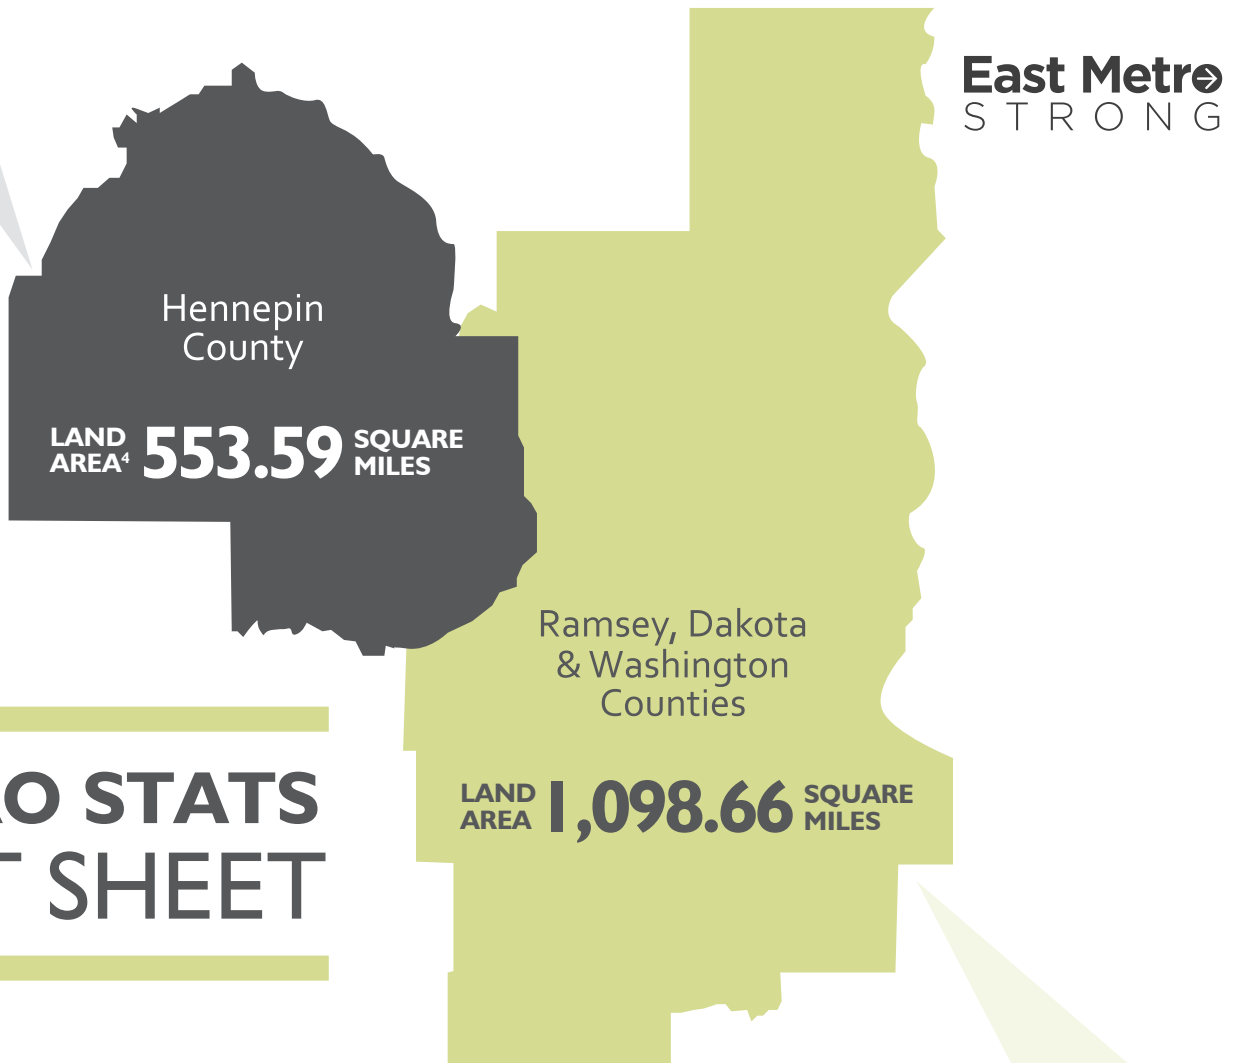 East Metro
STRONG
Hennepin
County
LAND AREA⁴ 553.59 SQUARE MILES
Ramsey, Dakota
& Washington
Counties
LAND AREA 1,098.66 SQUARE MILES
STATS
SHEET